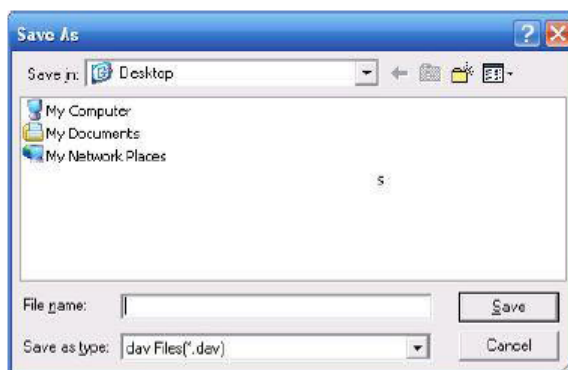 Save As
Save in: Desktop
My Computer
My Documents
My Network Places
s
File name: Save
Save as type: dav Files(*.dav) Cancel